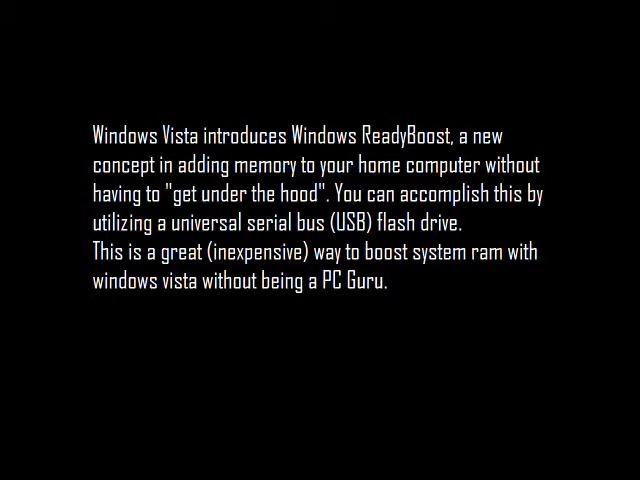 Windows Vista introduces Windows ReadyBoost, a new
concept in adding memory to your home computer without
having to "get under the hood". You can accomplish this by
utilizing a universal serial bus (USB) flash drive.
This is a great (inexpensive) way to boost system ram with
windows vista without being a PC Guru.